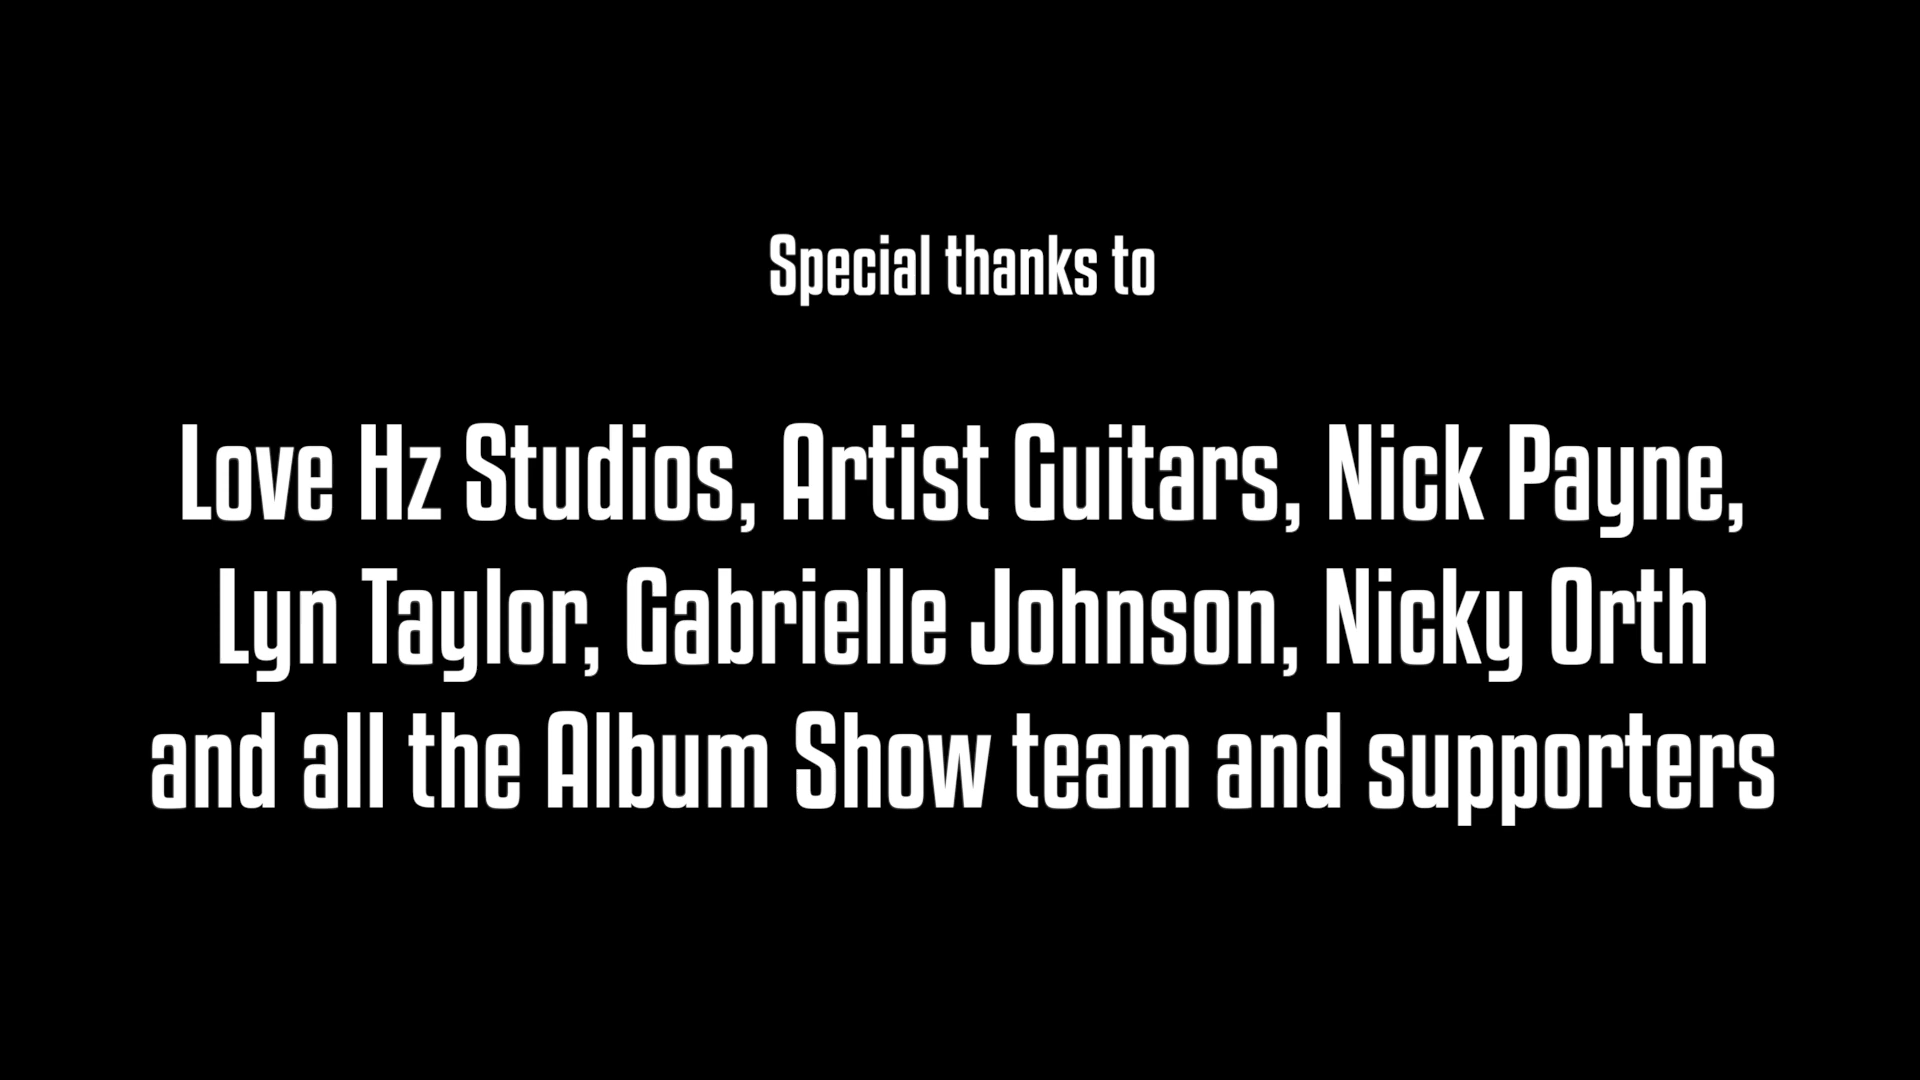 Special thanks to
Love Hz Studios, Artist Guitars, Nick Payne,
Lyn Taylor, Gabrielle Johnson, Nicky Orth
and all the Album Show team and supporters